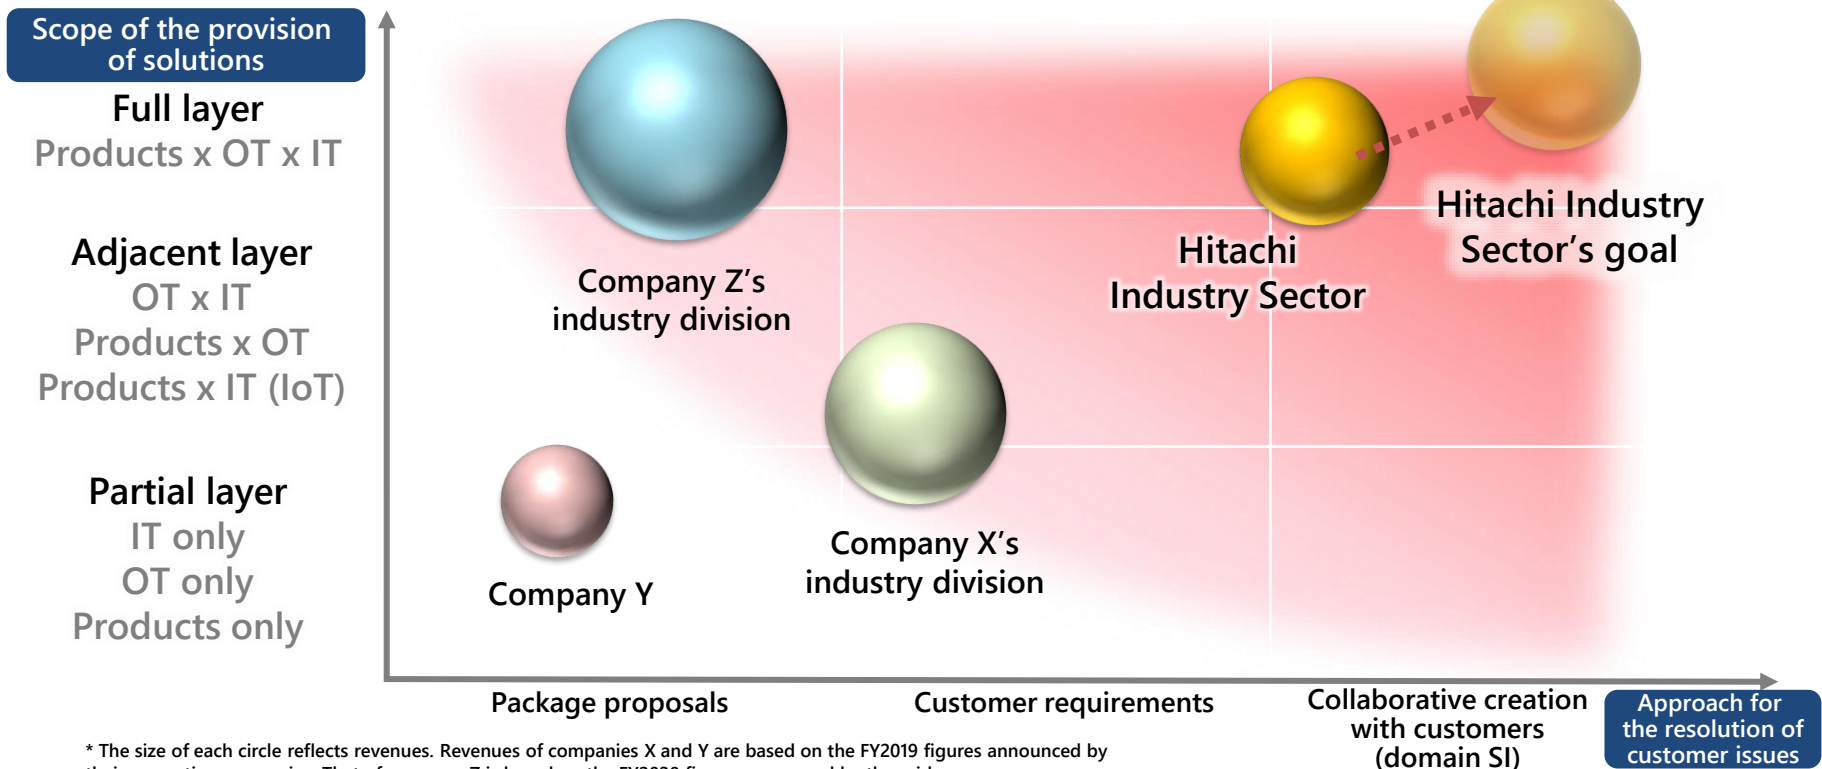 Scope of the provision
of solutions
Full layer
Products x OT x IT
Adjacent layer
OT x IT
Products x OT
Products x IT (IoT)
Partial layer
IT only
OT only
Products only
Company Z’s
industry division
Hitachi
Industry Sector
Hitachi Industry
Sector’s goal
Company Y
Company X’s
industry division
Package proposals
Customer requirements
Collaborative creation
with customers
(domain SI)
Approach for
the resolution of
customer issues
* The size of each circle reflects revenues. Revenues of companies X and Y are based on the FY2019 figures announced by